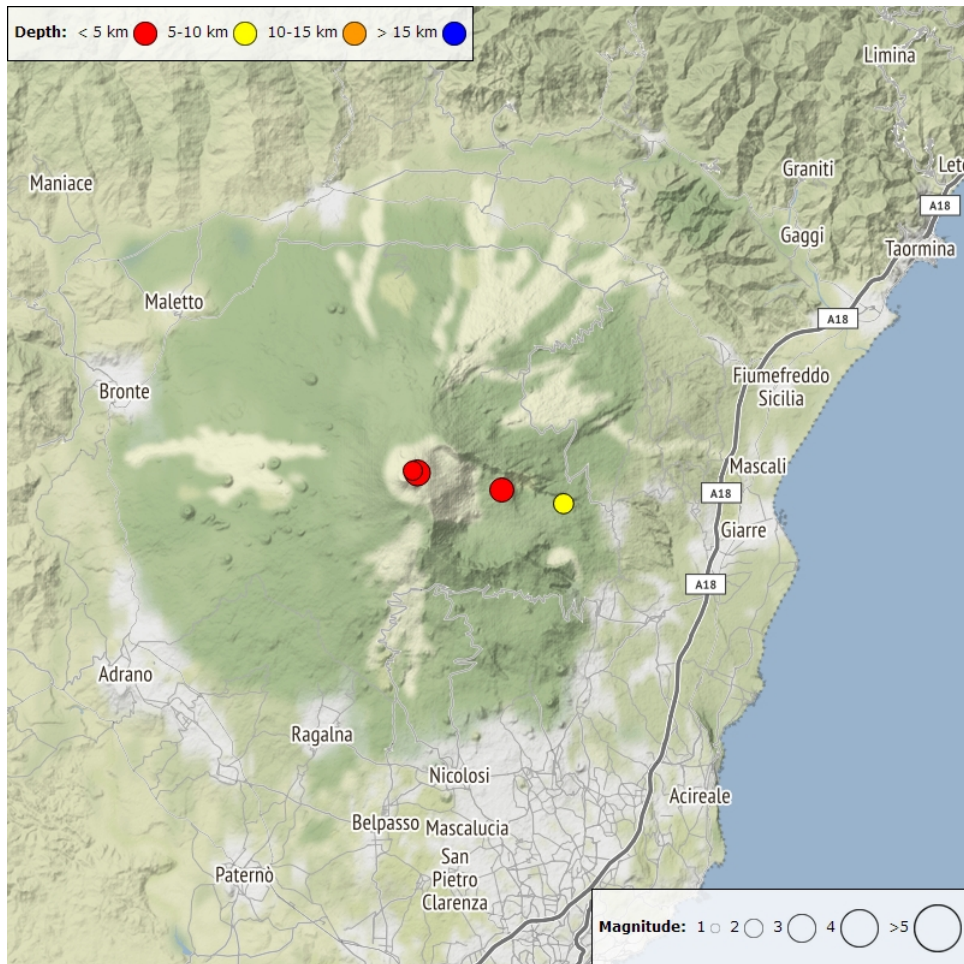 Depth: < 5 km 5-10 km 10-15 km > 15 km
Limina
Maniace
Graniti
Leto
A18
Gaggi
Taormina
Maletto
A18
Bronte
Fiumefreddo
Sicilia
Mascali
A18
Giarre
A18
Adrano
Ragalna
Nicolosi
Acireale
Belpasso
Mascalucia
San
Pietro
Clarenza
Paternò
Magnitude: 1 2 3 4 >5